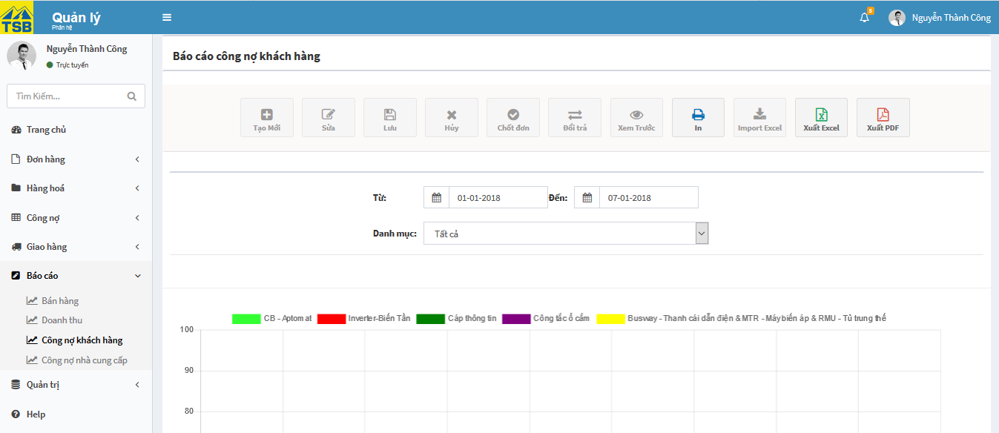 TSB
Quản lý
Phân hệ
5
Nguyễn Thành Công
Nguyễn Thành Công
Trực tuyến
Tìm Kiếm...
Trang chủ
Đơn hàng
Hàng hoá
Công nợ
Giao hàng
Báo cáo
Bán hàng
Doanh thu
Công nợ khách hàng
Công nợ nhà cung cấp
Quản trị
Help
Báo cáo công nợ khách hàng
Tạo Mới Sửa Lưu Hủy Chốt đơn Đổi trả Xem Trước In Import Excel Xuất Excel Xuất PDF
Từ: 01-01-2018 Đến: 07-01-2018
Danh mục: Tất cả
CB - Aptomat Inverter-Biến Tần Cáp thông tin Công tắc ổ cắm Busway - Thanh cái dẫn điện & MTR - Máy biến áp & RMU - Tủ trung thế
100
90
80